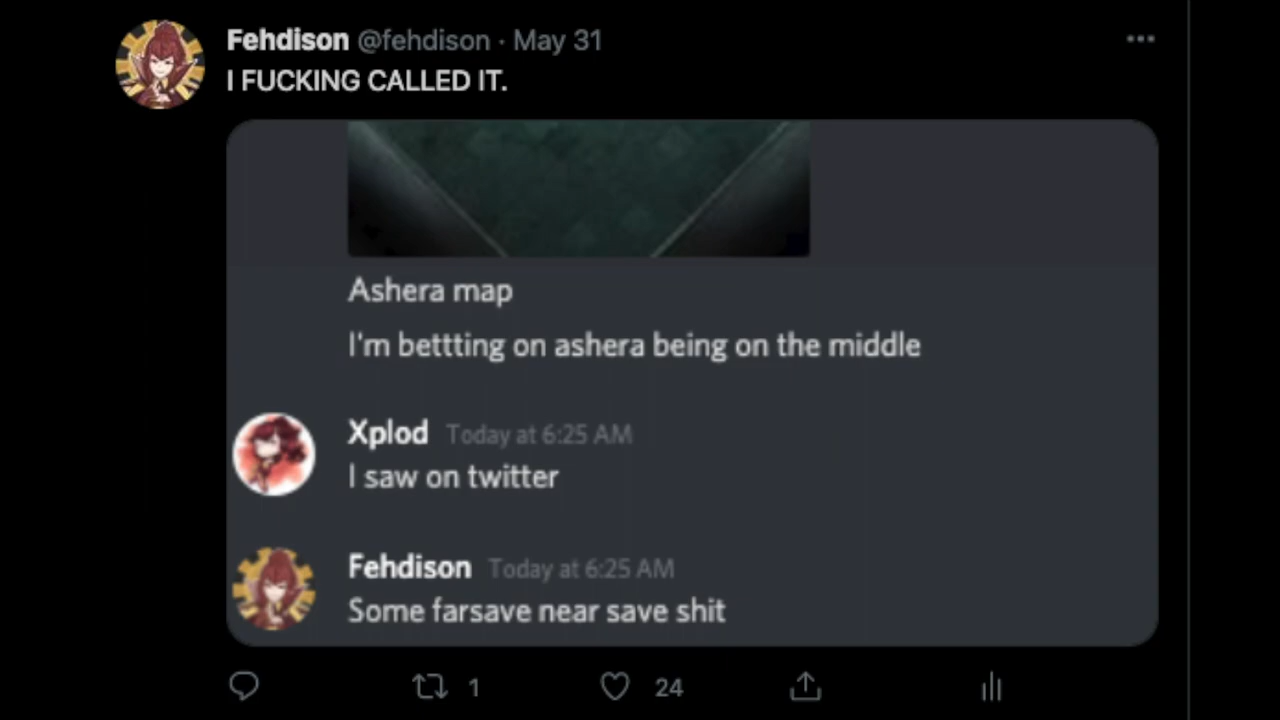 Fehdison @fehdison · May 31
I FUCKING CALLED IT.
Ashera map
I'm bettting on ashera being on the middle
Xplod Today at 6:25 AM
I saw on twitter
Fehdison Today at 6:25 AM
Some farsave near save shit
1 24